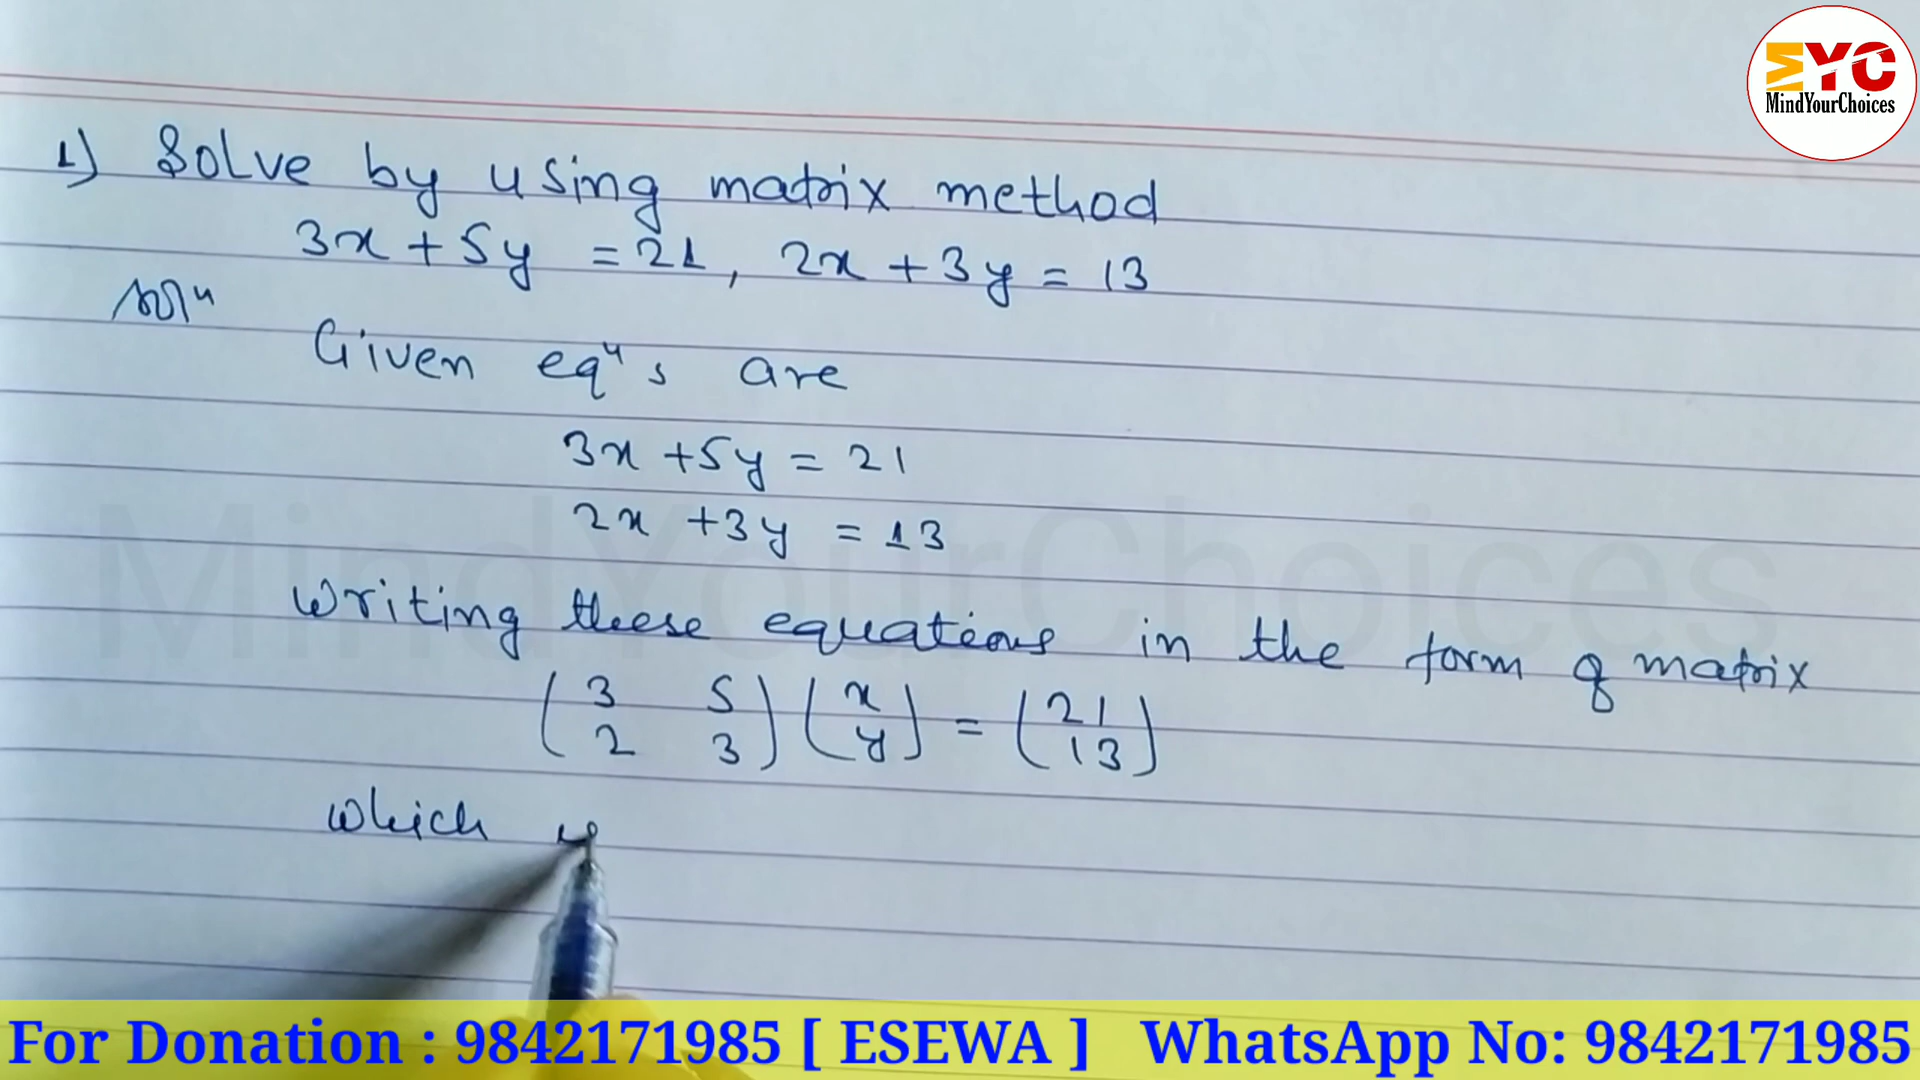 MYC
MindYourChoices
1) Solve by using matrix method
3x + 5y = 21, 2x + 3y = 13
Solⁿ
Given eqⁿs are
3x + 5y = 21
2x + 3y = 13
MindYourChoices
Writing these equations in the form of matrix
(3 5) (x) = (21)
(2 3) (y) (13)
which is
For Donation : 9842171985 [ ESEWA ] WhatsApp No: 9842171985